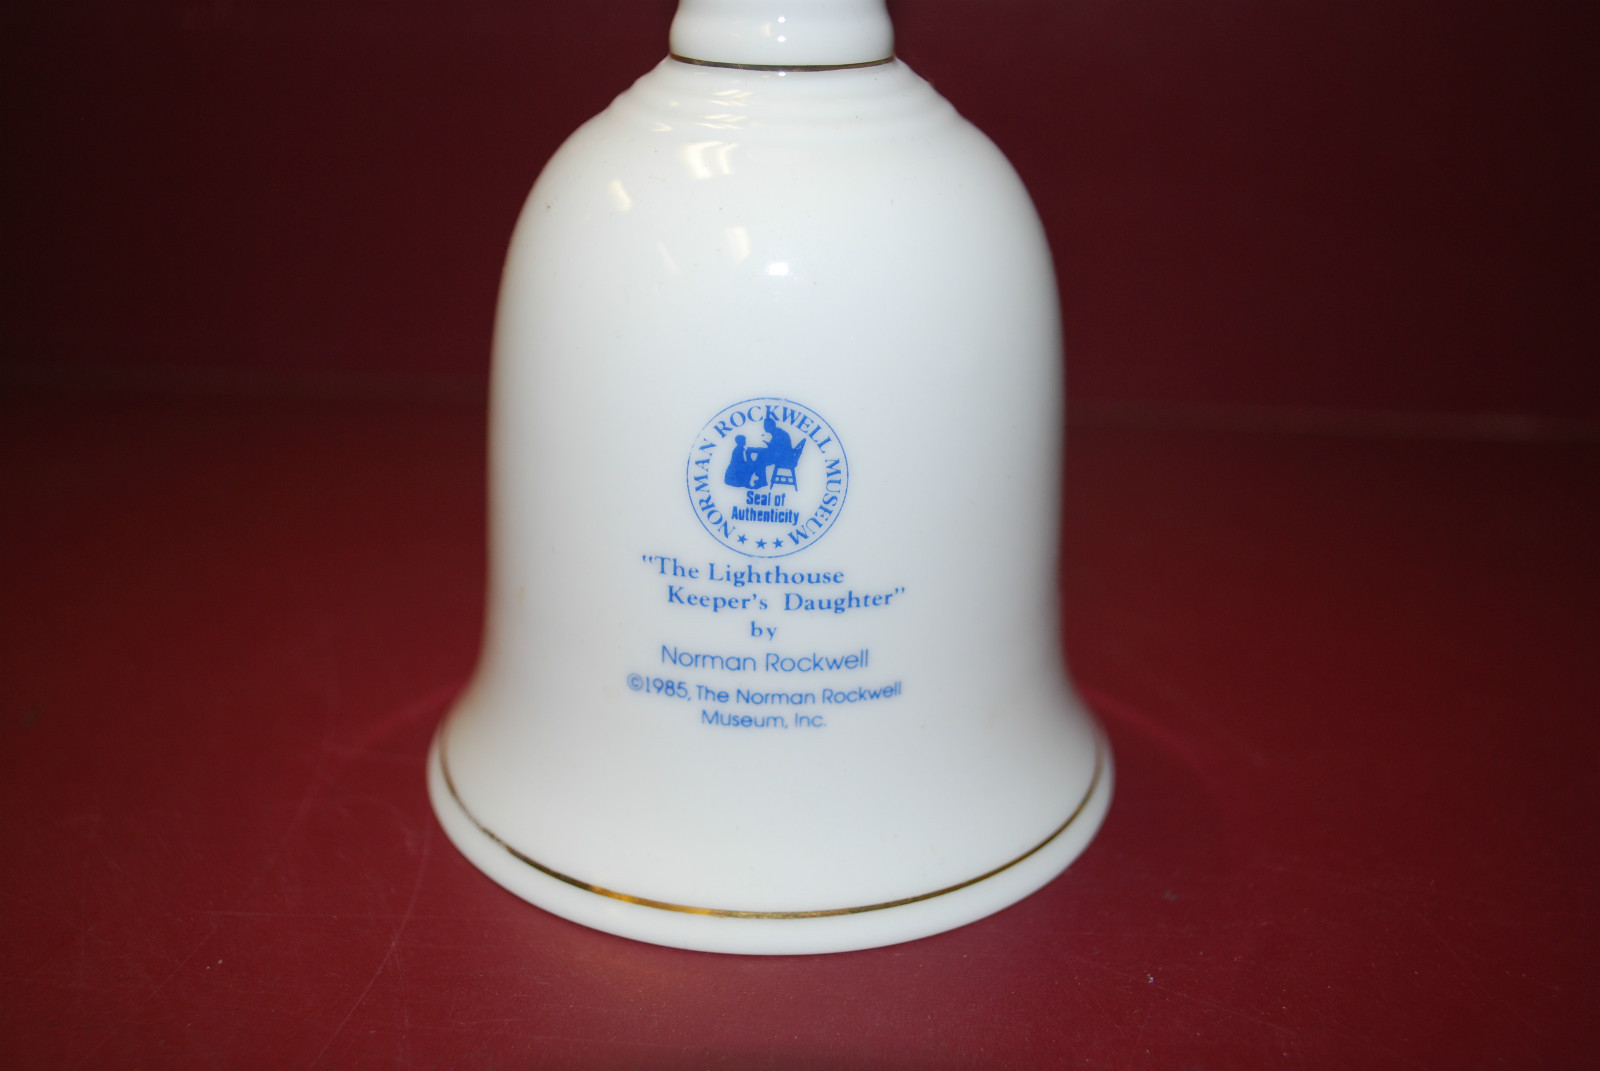 NORMAN ROCKWELL MUSEUM
Seal of
Authenticity
"The Lighthouse
Keeper's Daughter"
by
Norman Rockwell
©1985, The Norman Rockwell
Museum, Inc.